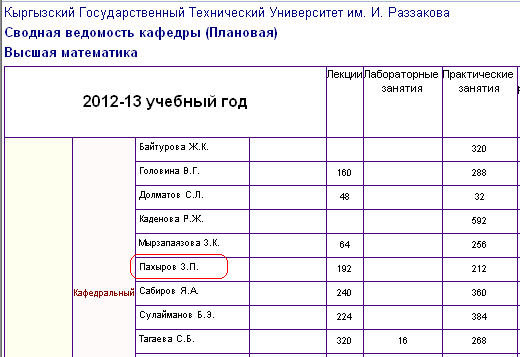 Кыргызский Государственный Технический Университет им. И. Раззакова
Сводная ведомость кафедры (Плановая)
Высшая математика
2012-13 учебный год
Лекции Лабораторные занятия Практические занятия
Байтурова Ж.К. 320
Головина В.Г. 160 288
Долматов С.Л. 48 32
Каденова Р.Ж. 592
Мырзапаязова З.К. 64 256
Пахыров З.П. 192 212
Кафедральный
Сабиров Я.А. 240 360
Сулайманов Б.Э. 224 384
Тагаева С.Б. 320 16 268